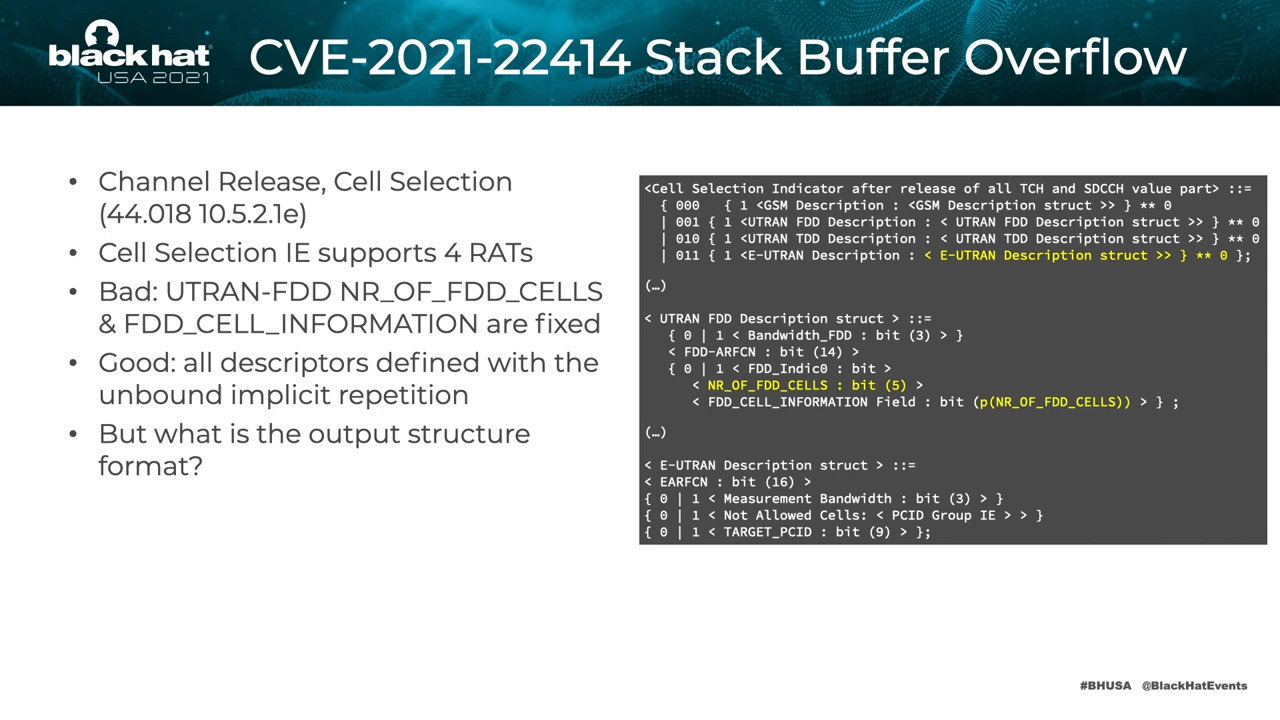 black hat
USA 2021
CVE-2021-22414 Stack Buffer Overflow
• Channel Release, Cell Selection
(44.018 10.5.2.1e)
• Cell Selection IE supports 4 RATs
• Bad: UTRAN-FDD NR_OF_FDD_CELLS
& FDD_CELL_INFORMATION are fixed
• Good: all descriptors defined with the
unbound implicit repetition
• But what is the output structure
format?
<Cell Selection Indicator after release of all TCH and SDCCH value part> ::=
{ 000 { 1 <GSM Description : <GSM Description struct >> } ** 0
| 001 { 1 <UTRAN FDD Description : < UTRAN FDD Description struct >> } ** 0
| 010 { 1 <UTRAN TDD Description : < UTRAN TDD Description struct >> } ** 0
| 011 { 1 <E-UTRAN Description : < E-UTRAN Description struct >> } ** 0 };
(…)
< UTRAN FDD Description struct > ::=
{ 0 | 1 < Bandwidth_FDD : bit (3) > }
< FDD-ARFCN : bit (14) >
{ 0 | 1 < FDD_Indic0 : bit >
< NR_OF_FDD_CELLS : bit (5) >
< FDD_CELL_INFORMATION Field : bit (p(NR_OF_FDD_CELLS)) > } ;
(…)
< E-UTRAN Description struct > ::=
< EARFCN : bit (16) >
{ 0 | 1 < Measurement Bandwidth : bit (3) > }
{ 0 | 1 < Not Allowed Cells: < PCID Group IE > > }
{ 0 | 1 < TARGET_PCID : bit (9) > };
#BHUSA @BlackHatEvents